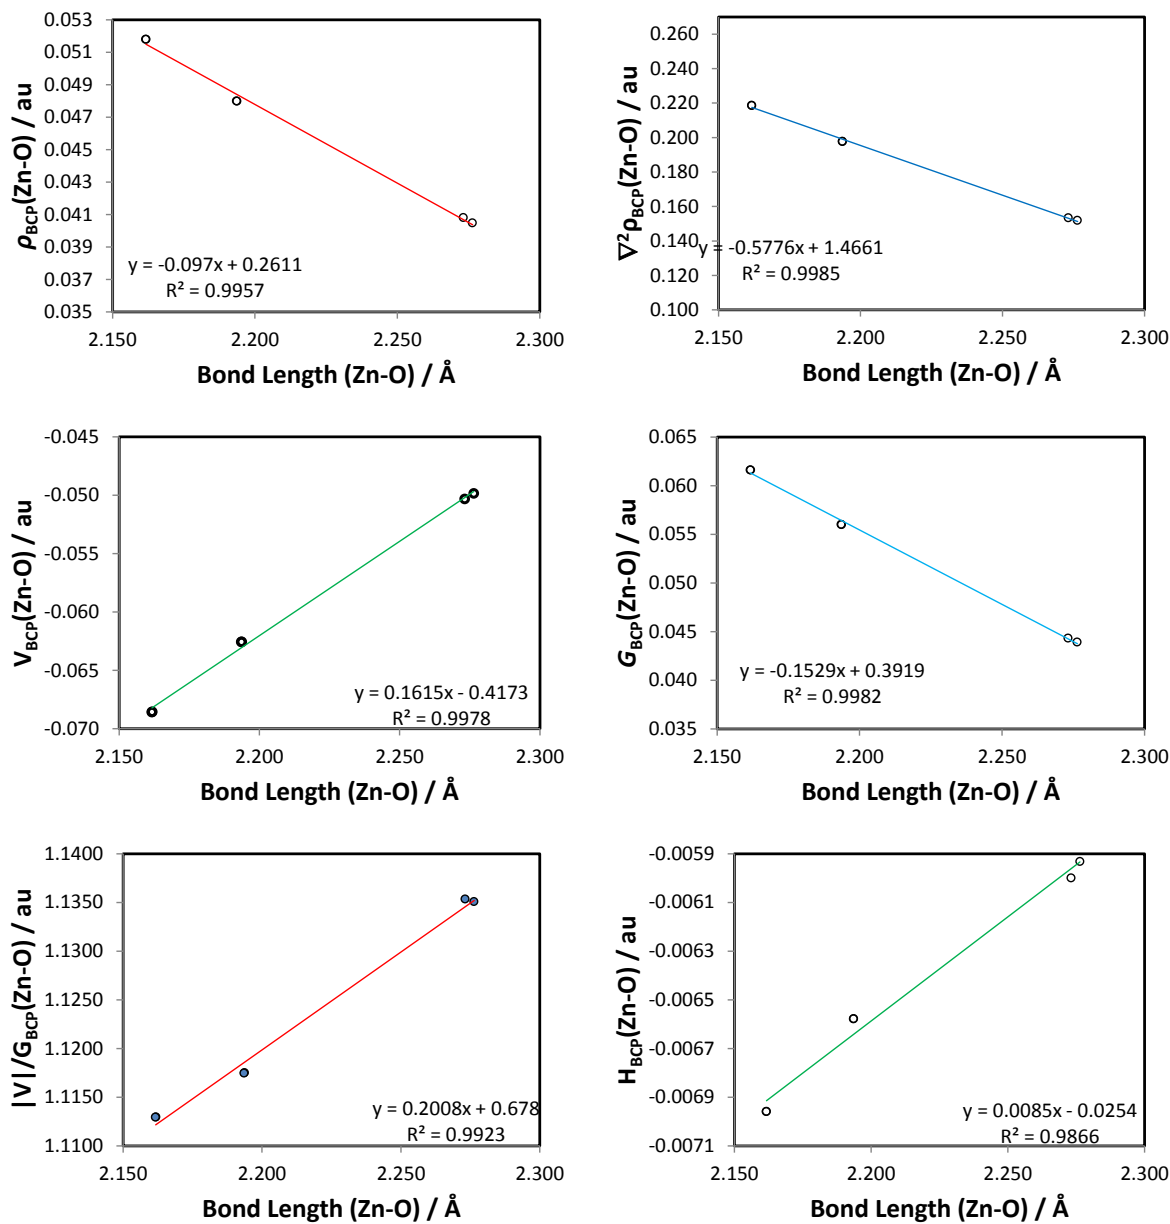 0.053
0.051
0.049
0.047
0.045
0.043
0.041
0.039
0.037
0.035
ρBCP(Zn-O) / au
y = -0.097x + 0.2611
R² = 0.9957
2.150 2.200 2.250 2.300
Bond Length (Zn-O) / Å
0.260
0.220
0.180
0.200
0.160
0.140
0.120
0.100
∇²ρBCP(Zn-O) / au
y = -0.5776x + 1.4661
R² = 0.9985
2.150 2.200 2.250 2.300
Bond Length (Zn-O) / Å
-0.045
-0.050
-0.055
-0.060
-0.065
-0.070
VBCP(Zn-O) / au
y = 0.1615x - 0.4173
R² = 0.9978
2.150 2.200 2.250 2.300
Bond Length (Zn-O) / Å
0.065
0.060
0.055
0.050
0.045
0.040
0.035
GBCP(Zn-O) / au
y = -0.1529x + 0.3919
R² = 0.9982
2.150 2.200 2.250 2.300
Bond Length (Zn-O) / Å
1.1400
1.1350
1.1300
1.1250
1.1200
1.1150
1.1100
|V|/GBCP(Zn-O) / au
y = 0.2008x + 0.678
R² = 0.9923
2.150 2.200 2.250 2.300
Bond Length (Zn-O) / Å
-0.0059
-0.0061
-0.0063
-0.0065
-0.0067
-0.0069
-0.0071
HBCP(Zn-O) / au
y = 0.0085x - 0.0254
R² = 0.9866
2.150 2.200 2.250 2.300
Bond Length (Zn-O) / Å